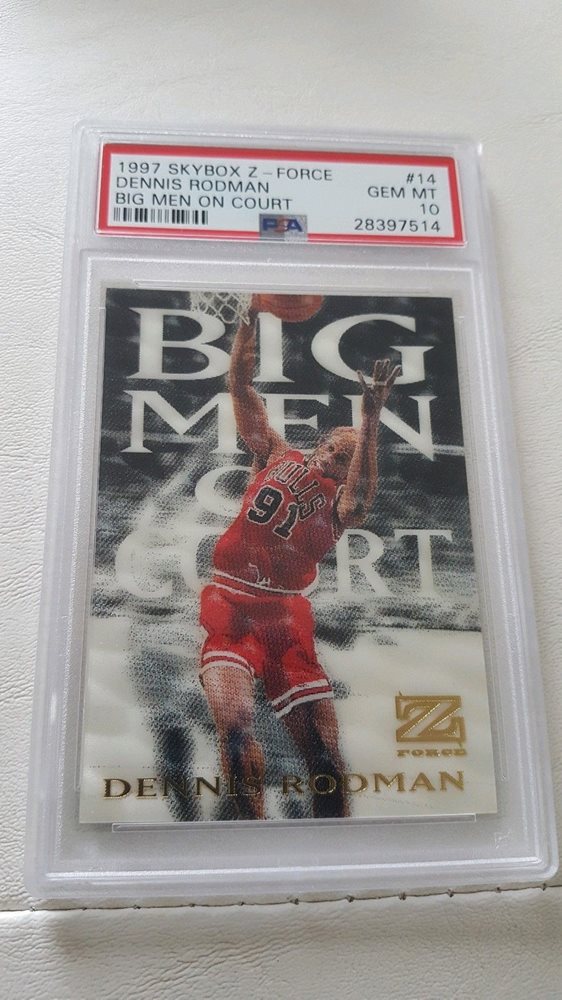 1997 SKYBOX Z-FORCE #14
DENNIS RODMAN GEM MT
BIG MEN ON COURT 10
PSA 28397514
BIG
MEN
O
COURT
BULLS
91
Z
FORCE
DENNIS RODMAN